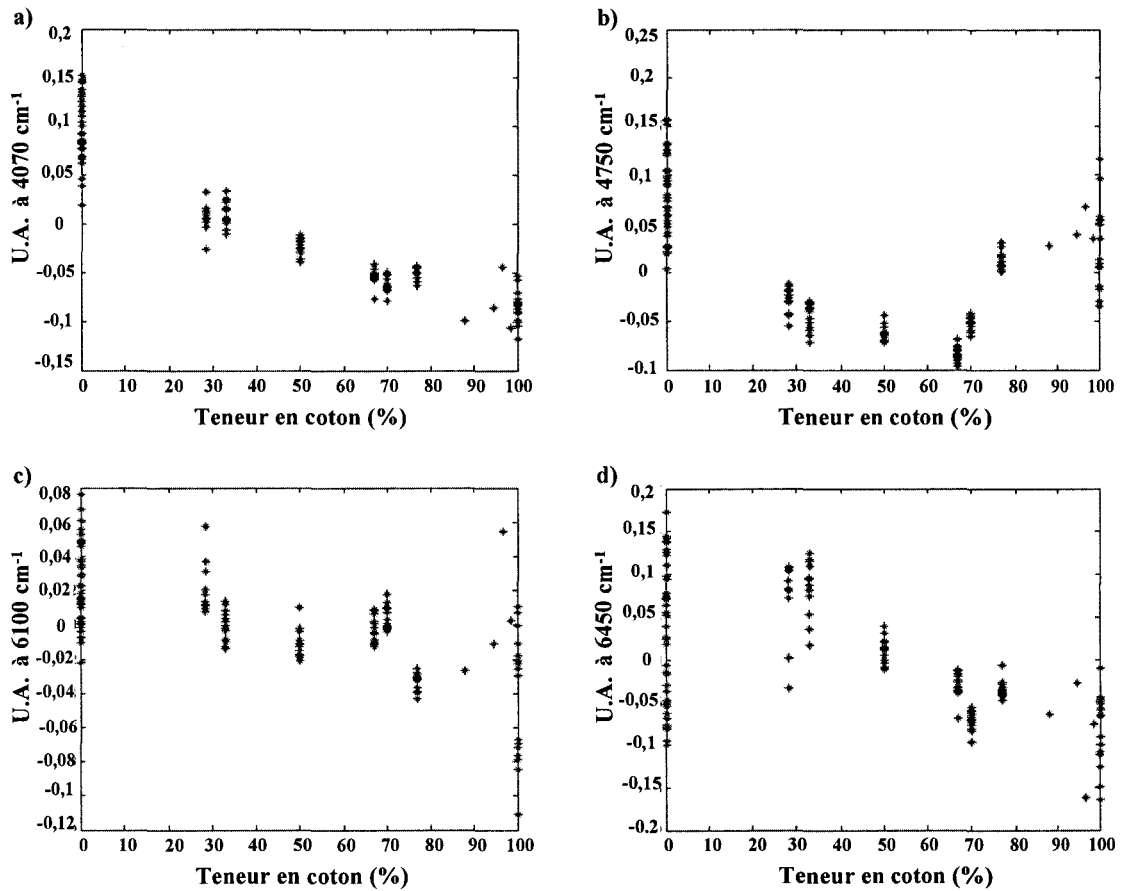 a)
0,2
0,15
0,1
0,05
0
-0,05
-0,1
-0,15
U.A. à 4070 cm-1
0 10 20 30 40 50 60 70 80 90 100
Teneur en coton (%)
b)
0,25
0,2
0,15
0,1
0,05
0
-0,05
-0.1
U.A. à 4750 cm-1
0 10 20 30 40 50 60 70 80 90 100
Teneur en coton (%)
c)
0,08
0,06
0,04
0,02
0
-0,02
-0,04
-0,06
-0,08
-0,1
-0,12
U.A. à 6100 cm-1
0 10 20 30 40 50 60 70 80 90 100
Teneur en coton (%)
d)
0,2
0,15
0,1
0,05
0
-0,05
-0,1
-0,15
-0.2
U.A. à 6450 cm-1
0 10 20 30 40 50 60 70 80 90 100
Teneur en coton (%)